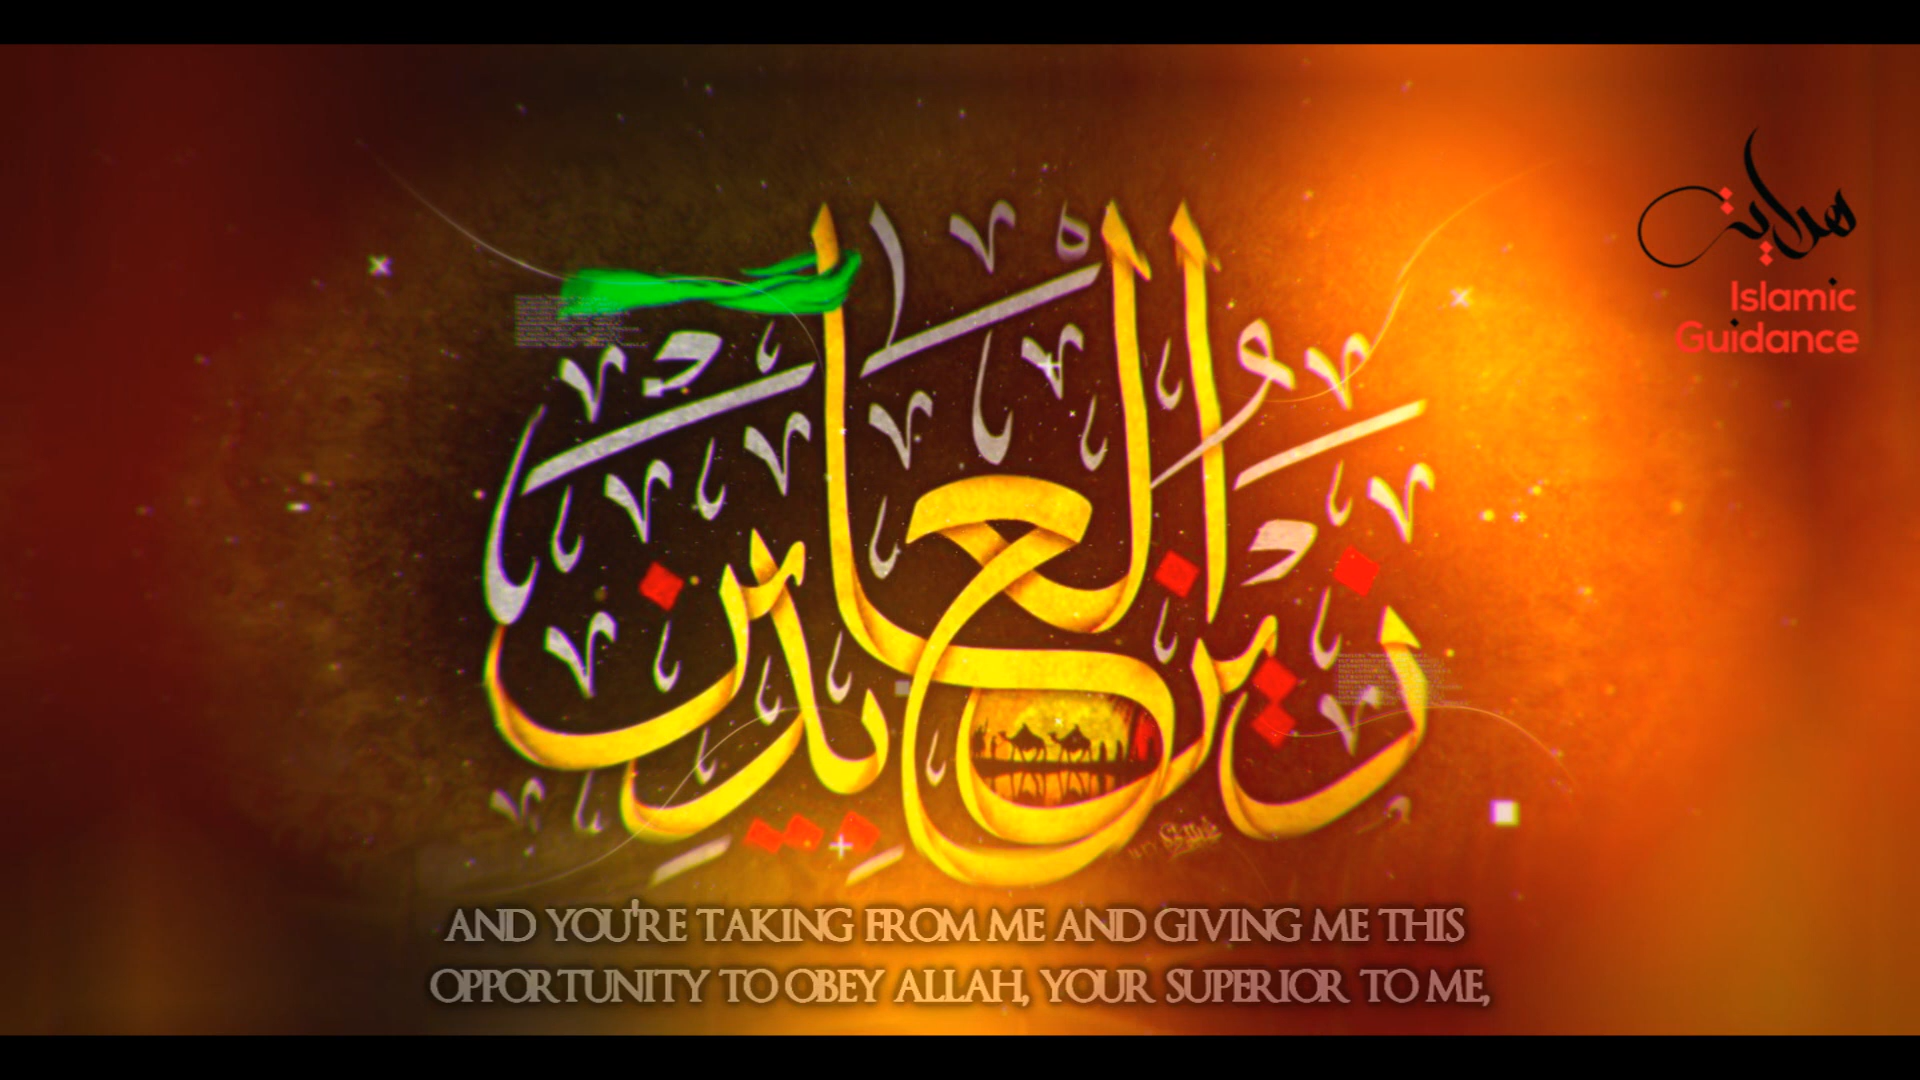 هداية
Islamic
Guidance
زين العابدين
AND YOU'RE TAKING FROM ME AND GIVING ME THIS
OPPORTUNITY TO OBEY ALLAH, YOUR SUPERIOR TO ME,